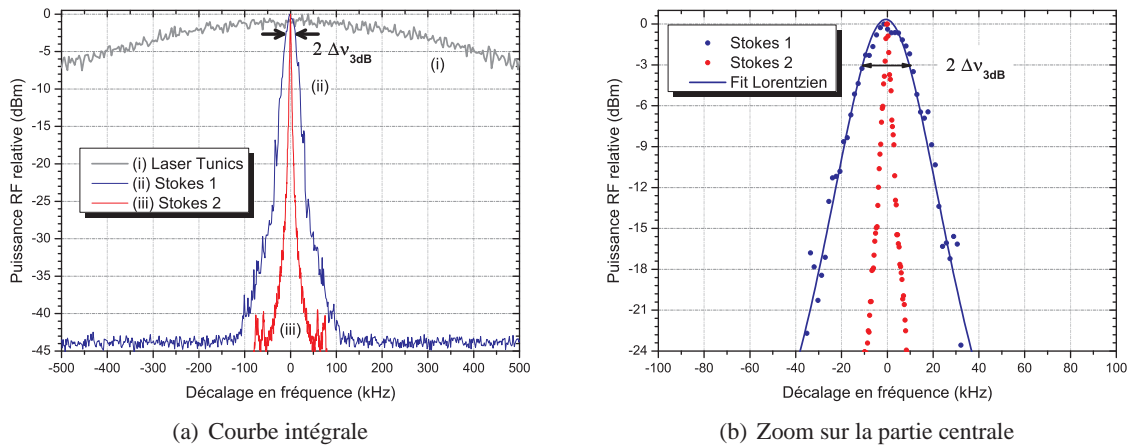 0
-5
-10
-15
-20
-25
-30
-35
-40
-45
Puissance RF relative (dBm)
2 Δν3dB
(i)
(ii)
(i) Laser Tunics
(ii) Stokes 1
(iii) Stokes 2
(iii)
-500 -400 -300 -200 -100 0 100 200 300 400 500
Décalage en fréquence (kHz)
(a) Courbe intégrale
0
-3
-6
-9
-12
-15
-18
-21
-24
Puissance RF relative (dBm)
Stokes 1
Stokes 2
Fit Lorentzien
2 Δν3dB
-100 -80 -60 -40 -20 0 20 40 60 80 100
Décalage en fréquence (kHz)
(b) Zoom sur la partie centrale